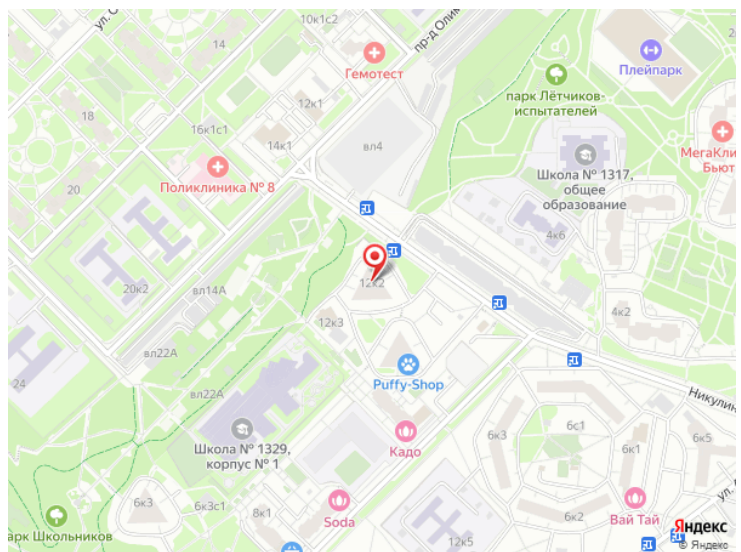 10к1с2
ул. С
пр-д Олим
14
Гемотест
Плейпарк
18
12к1
парк Лётчиков-
испытателей
16к1с1
14к1
вл4
МегаКли
Бьют
20
Поликлиника № 8
Школа № 1317,
общее
образование
4к6
20к2
вл14А
12к2
12к3
4к2
вл22А
24
вл22А
Puffy-Shop
Никулин
Школа № 1329,
корпус № 1
Кадо
6к3
6с1
6к5
6к3
6к3с1
8к1
Soda
Вай Тай
ул. А
6к2
парк Школьников
12к5
Яндекс
© Яндекс